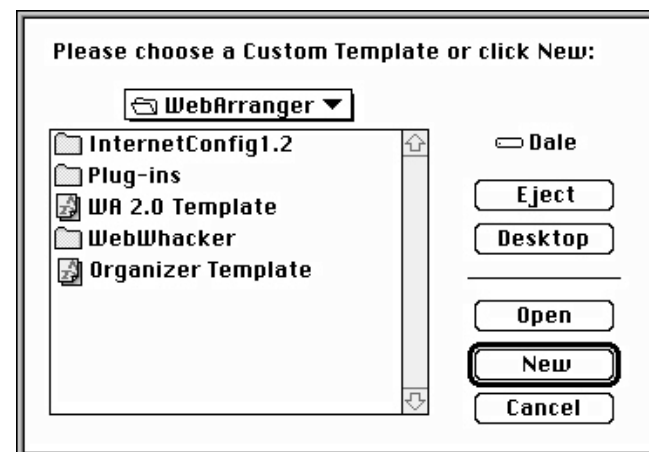 Please choose a Custom Template or click New:
WebArranger
InternetConfig1.2
Plug-ins
WA 2.0 Template
WebWhacker
Organizer Template
Dale
Eject
Desktop
Open
New
Cancel